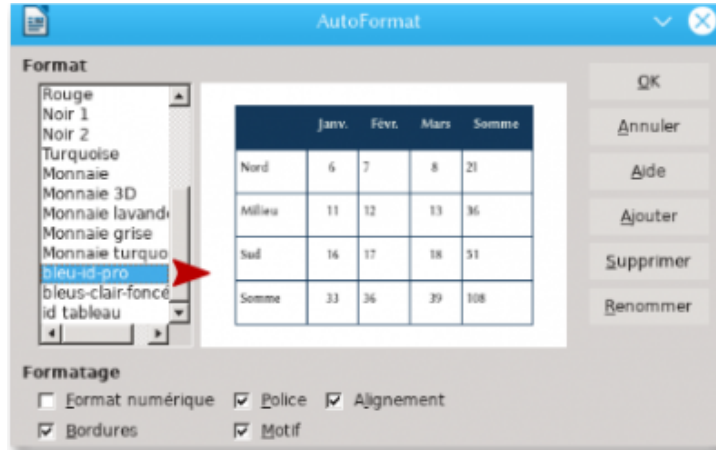 AutoFormat
Format
Rouge
Noir 1
Noir 2
Turquoise
Monnaie
Monnaie 3D
Monnaie lavand
Monnaie grise
Monnaie turquo
bleu-id-pro
bleus-clair-foncé
id tableau
Janv. Févr. Mars Somme
Nord 6 7 8 21
Milieu 11 12 13 36
Sud 16 17 18 51
Somme 33 36 39 108
OK
Annuler
Aide
Ajouter
Supprimer
Renommer
Formatage
Format numérique Police Alignement
Bordures Motif